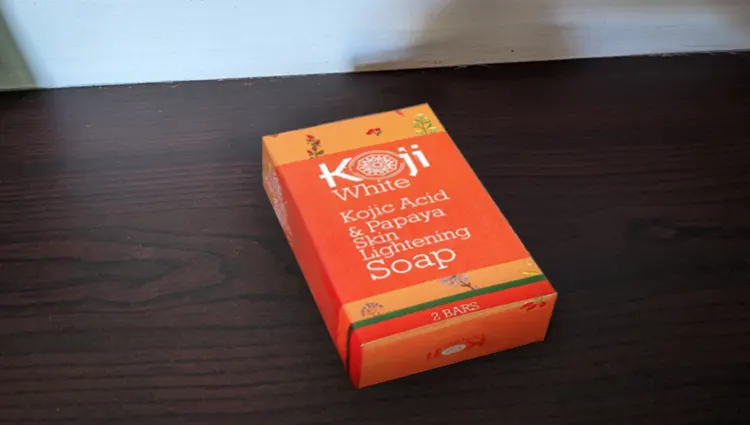 Koji
White
Kojic Acid
& Papaya
Skin
Lightening
Soap
2 BARS